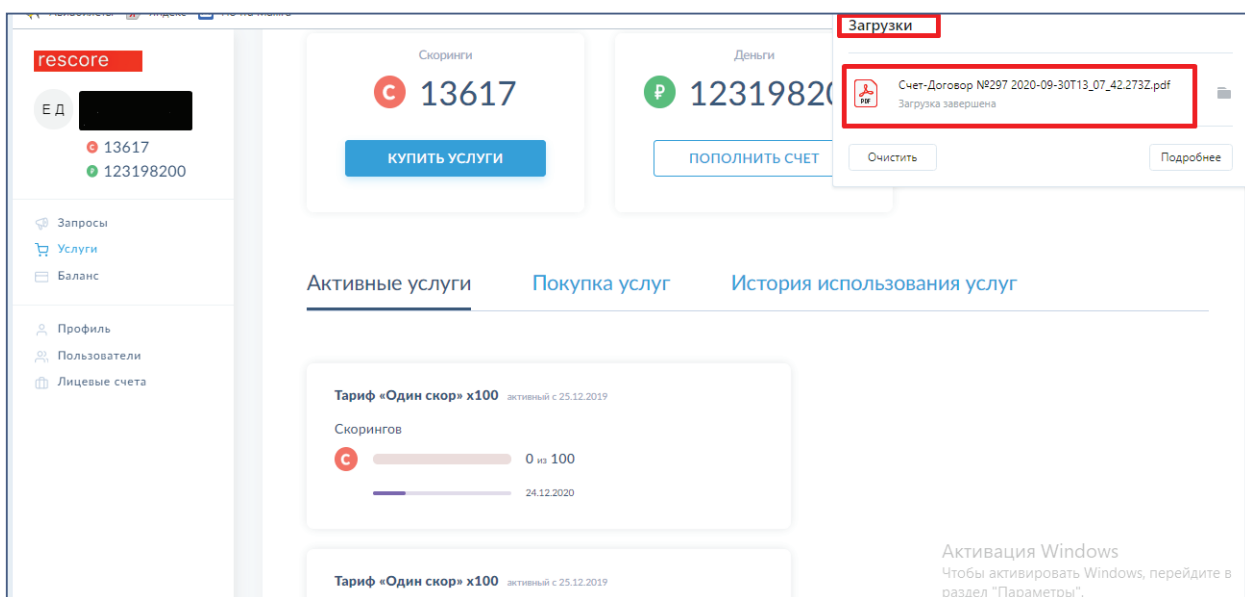 Загрузки
rescore
Скоринги
Деньги
C 13617
₽ 12319820
Счет-Договор №297 2020-09-30T13_07_42.273Z.pdf
PDF
Загрузка завершена
Е Д
C 13617
₽ 123198200
КУПИТЬ УСЛУГИ
ПОПОЛНИТЬ СЧЕТ
Очистить
Подробнее
Запросы
Услуги
Баланс
Активные услуги
Покупка услуг
История использования услуг
Профиль
Пользователи
Лицевые счета
Тариф «Один скор» x100 активный с 25.12.2019
Скорингов
C 0 из 100
24.12.2020
Активация Windows
Чтобы активировать Windows, перейдите в
раздел "Параметры".
Тариф «Один скор» x100 активный с 25.12.2019